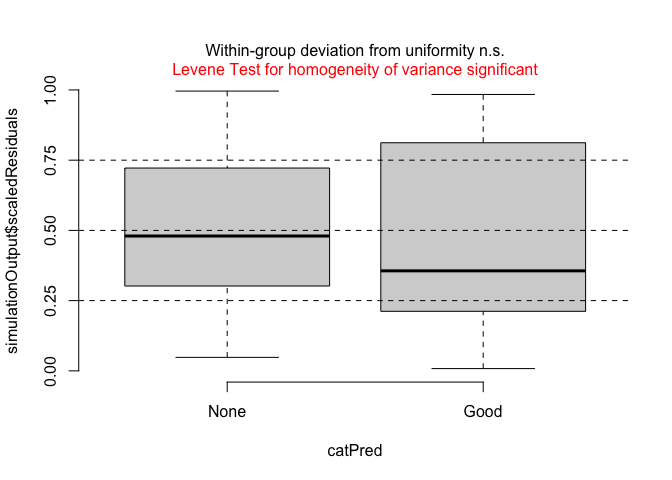 Within-group deviation from uniformity n.s.
Levene Test for homogeneity of variance significant
simulationOutput$scaledResiduals
1.00
0.75
0.50
0.25
0.00
None
Good
catPred